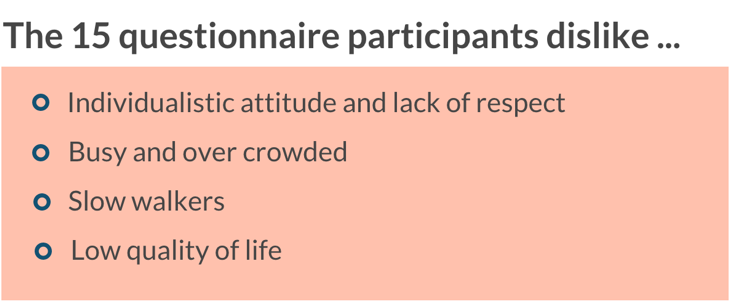 The 15 questionnaire participants dislike ...
Individualistic attitude and lack of respect
Busy and over crowded
Slow walkers
Low quality of life